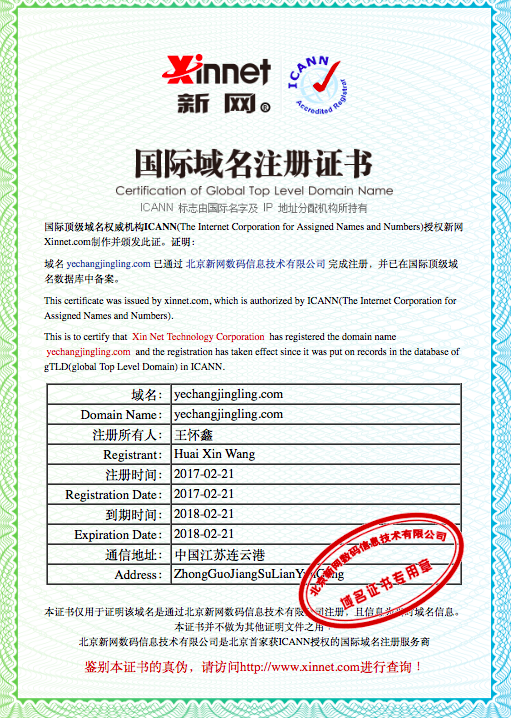 Xinnet
新网®
ICANN
Accredited Registrar
国际域名注册证书
Certification of Global Top Level Domain Name
ICANN 标志由国际名字及 IP 地址分配机构所持有
国际顶级域名权威机构ICANN(The Internet Corporation for Assigned Names and Numbers)授权新网
Xinnet.com制作并颁发此证。证明:
域名 yechangjingling.com 已通过 北京新网数码信息技术有限公司 完成注册，并已在国际顶级域
名数据库中备案。
This certificate was issued by xinnet.com, which is authorized by ICANN(The Internet Corporation for
Assigned Names and Numbers).
This is to certify that Xin Net Technology Corporation has registered the domain name
yechangjingling.com and the registration has taken effect since it was put on records in the database of
gTLD(global Top Level Domain) in ICANN.
域名: yechangjingling.com
Domain Name: yechangjingling.com
注册所有人: 王怀鑫
Registrant: Huai Xin Wang
注册时间: 2017-02-21
Registration Date: 2017-02-21
到期时间: 2018-02-21
Expiration Date: 2018-02-21
通信地址: 中国江苏连云港
Address: ZhongGuoJiangSuLianYunGang
北京新网数码信息技术有限公司
域名证书专用章
本证书仅用于证明该域名是通过北京新网数码信息技术有限公司注册，且信息为当时域名信息。
本证书并不做为其他证明文件之用！
北京新网数码信息技术有限公司是北京首家获ICANN授权的国际域名注册服务商
鉴别本证书的真伪，请访问http://www.xinnet.com进行查询！